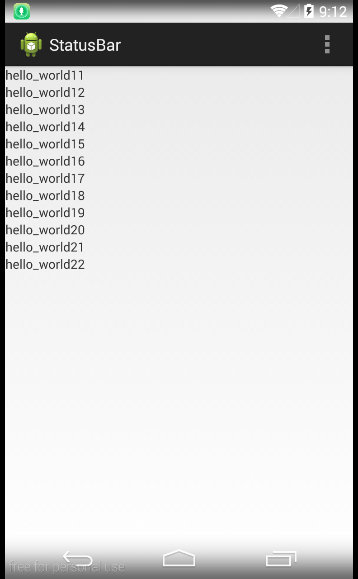 9:12
StatusBar
hello_world11
hello_world12
hello_world13
hello_world14
hello_world15
hello_world16
hello_world17
hello_world18
hello_world19
hello_world20
hello_world21
hello_world22
free for personal use